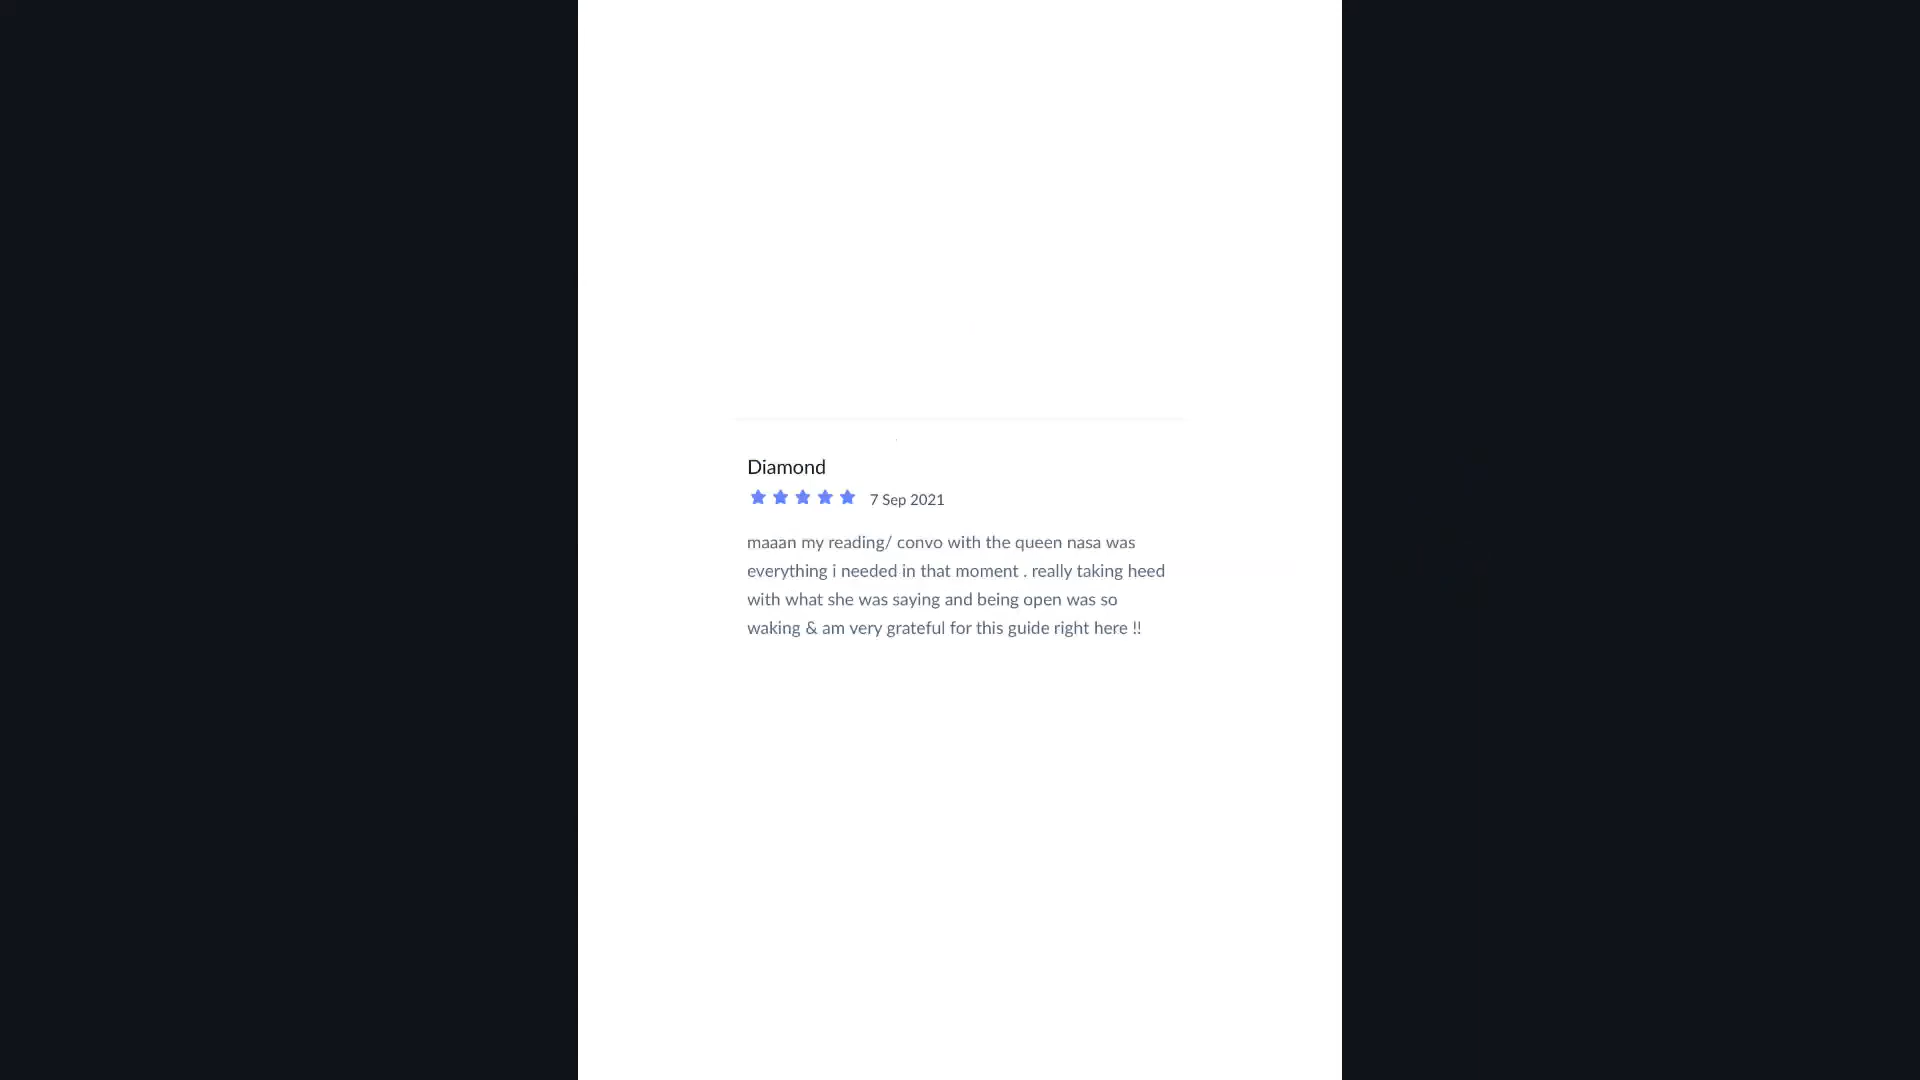 Diamond
7 Sep 2021
maaan my reading/ convo with the queen nasa was
everything i needed in that moment . really taking heed
with what she was saying and being open was so
waking & am very grateful for this guide right here !!